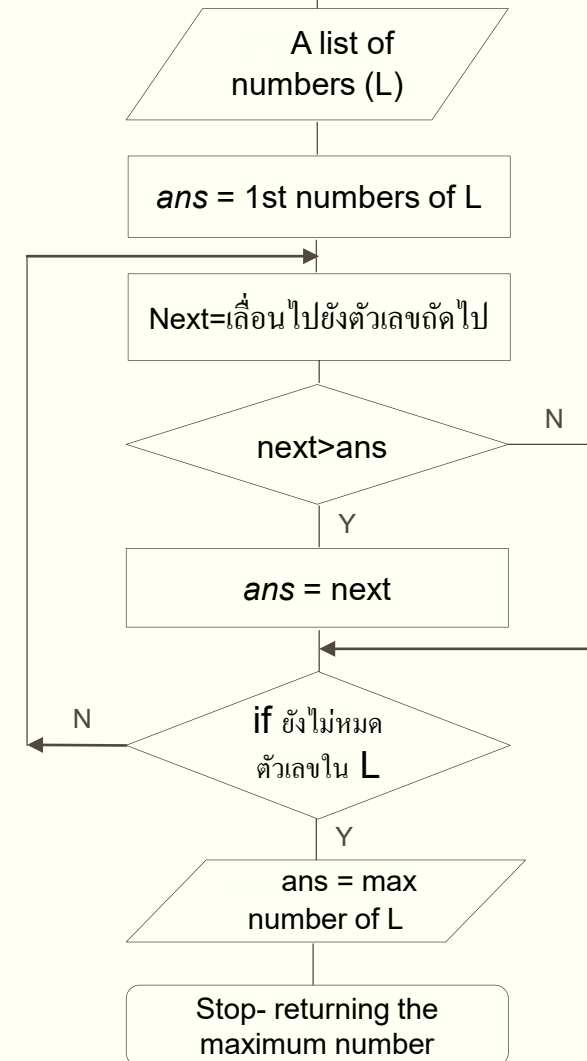 A list of
numbers (L)
ans = 1st numbers of L
Next=เลื่อนไปยังตัวเลขถัดไป
next>ans
N
Y
ans = next
N
if ยังไม่หมด
ตัวเลขใน L
Y
ans = max
number of L
Stop- returning the
maximum number